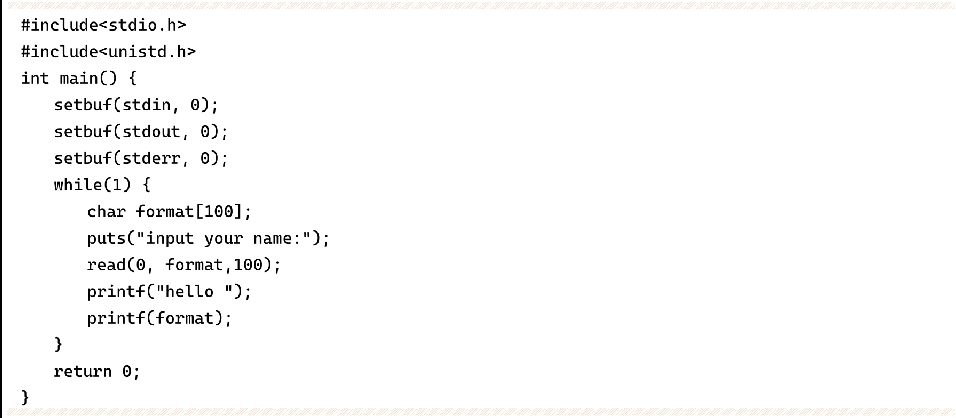 #include<stdio.h>
#include<unistd.h>
int main() {
    setbuf(stdin, 0);
    setbuf(stdout, 0);
    setbuf(stderr, 0);
    while(1) {
        char format[100];
        puts("input your name:");
        read(0, format,100);
        printf("hello ");
        printf(format);
    }
    return 0;
}